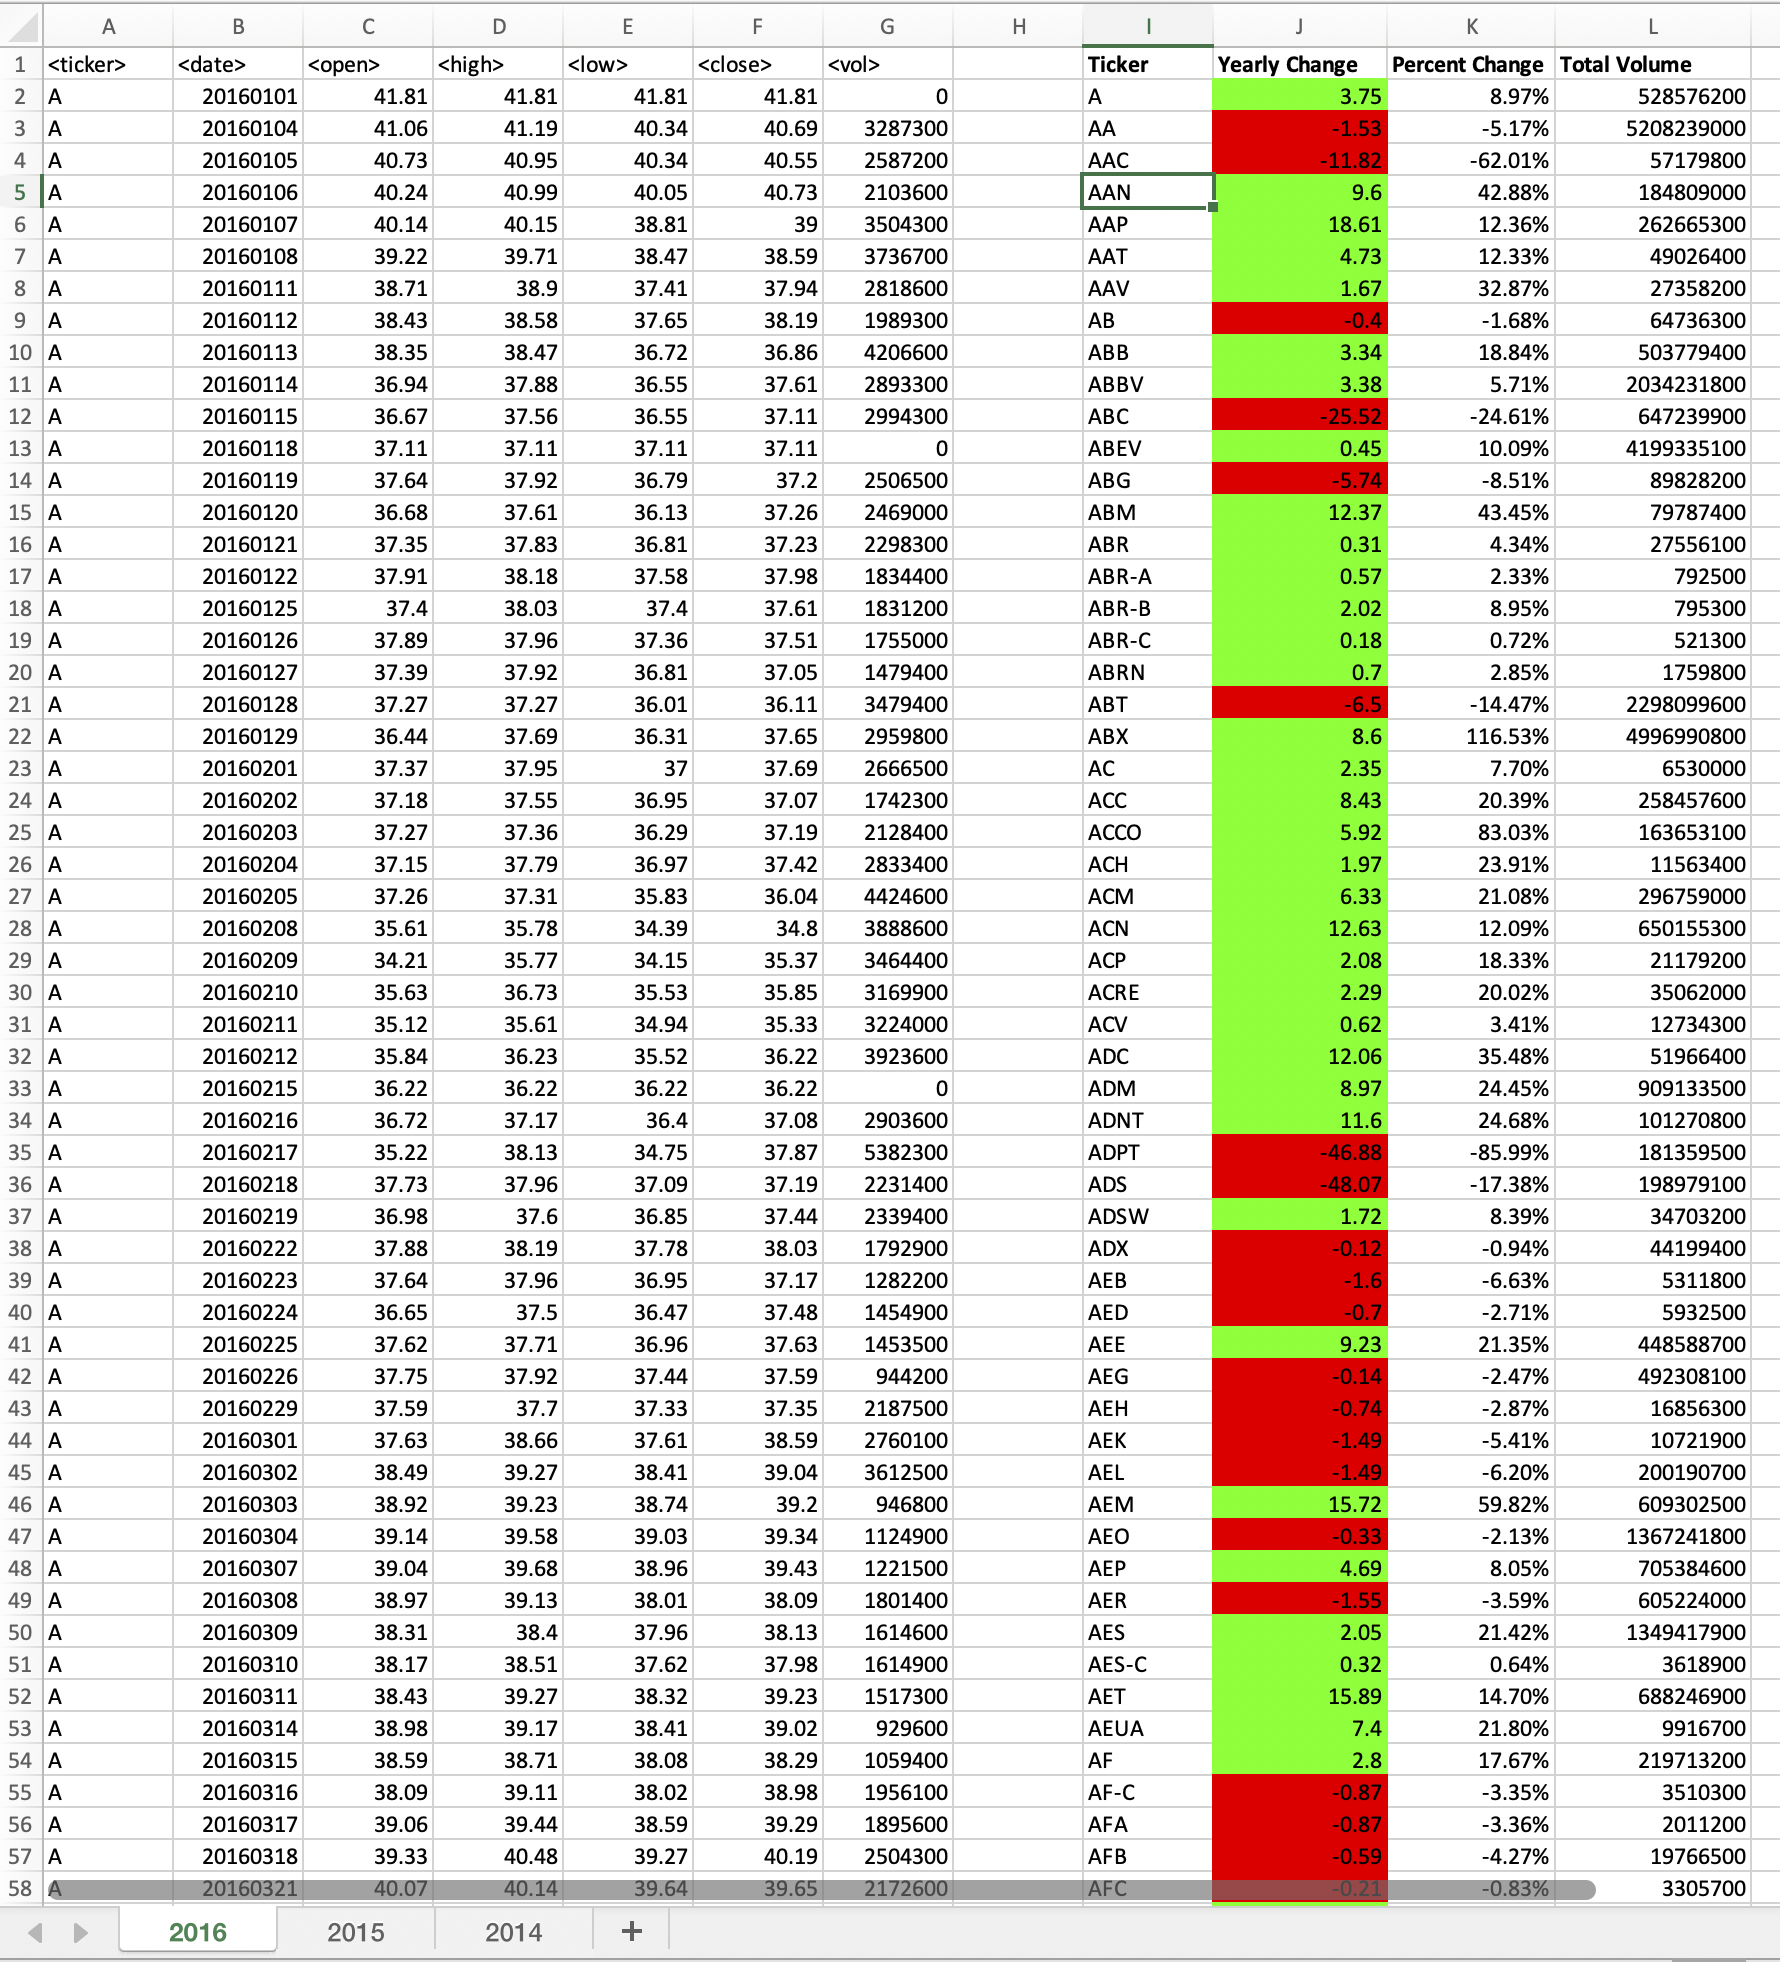 A B C D E F G H I J K L
1 <ticker> <date> <open> <high> <low> <close> <vol> Ticker Yearly Change Percent Change Total Volume
2 A 20160101 41.81 41.81 41.81 41.81 0 A 3.75 8.97% 528576200
3 A 20160104 41.06 41.19 40.34 40.69 3287300 AA -1.53 -5.17% 5208239000
4 A 20160105 40.73 40.95 40.34 40.55 2587200 AAC -11.82 -62.01% 57179800
5 A 20160106 40.24 40.99 40.05 40.73 2103600 AAN 9.6 42.88% 184809000
6 A 20160107 40.14 40.15 38.81 39 3504300 AAP 18.61 12.36% 262665300
7 A 20160108 39.22 39.71 38.47 38.59 3736700 AAT 4.73 12.33% 49026400
8 A 20160111 38.71 38.9 37.41 37.94 2818600 AAV 1.67 32.87% 27358200
9 A 20160112 38.43 38.58 37.65 38.19 1989300 AB -0.4 -1.68% 64736300
10 A 20160113 38.35 38.47 36.72 36.86 4206600 ABB 3.34 18.84% 503779400
11 A 20160114 36.94 37.88 36.55 37.61 2893300 ABBV 3.38 5.71% 2034231800
12 A 20160115 36.67 37.56 36.55 37.11 2994300 ABC -25.52 -24.61% 647239900
13 A 20160118 37.11 37.11 37.11 37.11 0 ABEV 0.45 10.09% 4199335100
14 A 20160119 37.64 37.92 36.79 37.2 2506500 ABG -5.74 -8.51% 89828200
15 A 20160120 36.68 37.61 36.13 37.26 2469000 ABM 12.37 43.45% 79787400
16 A 20160121 37.35 37.83 36.81 37.23 2298300 ABR 0.31 4.34% 27556100
17 A 20160122 37.91 38.18 37.58 37.98 1834400 ABR-A 0.57 2.33% 792500
18 A 20160125 37.4 38.03 37.4 37.61 1831200 ABR-B 2.02 8.95% 795300
19 A 20160126 37.89 37.96 37.36 37.51 1755000 ABR-C 0.18 0.72% 521300
20 A 20160127 37.39 37.92 36.81 37.05 1479400 ABRN 0.7 2.85% 1759800
21 A 20160128 37.27 37.27 36.01 36.11 3479400 ABT -6.5 -14.47% 2298099600
22 A 20160129 36.44 37.69 36.31 37.65 2959800 ABX 8.6 116.53% 4996990800
23 A 20160201 37.37 37.95 37 37.69 2666500 AC 2.35 7.70% 6530000
24 A 20160202 37.18 37.55 36.95 37.07 1742300 ACC 8.43 20.39% 258457600
25 A 20160203 37.27 37.36 36.29 37.19 2128400 ACCO 5.92 83.03% 163653100
26 A 20160204 37.15 37.79 36.97 37.42 2833400 ACH 1.97 23.91% 11563400
27 A 20160205 37.26 37.31 35.83 36.04 4424600 ACM 6.33 21.08% 296759000
28 A 20160208 35.61 35.78 34.39 34.8 3888600 ACN 12.63 12.09% 650155300
29 A 20160209 34.21 35.77 34.15 35.37 3464400 ACP 2.08 18.33% 21179200
30 A 20160210 35.63 36.73 35.53 35.85 3169900 ACRE 2.29 20.02% 35062000
31 A 20160211 35.12 35.61 34.94 35.33 3224000 ACV 0.62 3.41% 12734300
32 A 20160212 35.84 36.23 35.52 36.22 3923600 ADC 12.06 35.48% 51966400
33 A 20160215 36.22 36.22 36.22 36.22 0 ADM 8.97 24.45% 909133500
34 A 20160216 36.72 37.17 36.4 37.08 2903600 ADNT 11.6 24.68% 101270800
35 A 20160217 35.22 38.13 34.75 37.87 5382300 ADPT -46.88 -85.99% 181359500
36 A 20160218 37.73 37.96 37.09 37.19 2231400 ADS -48.07 -17.38% 198979100
37 A 20160219 36.98 37.6 36.85 37.44 2339400 ADSW 1.72 8.39% 34703200
38 A 20160222 37.88 38.19 37.78 38.03 1792900 ADX -0.12 -0.94% 44199400
39 A 20160223 37.64 37.96 36.95 37.17 1282200 AEB -1.6 -6.63% 5311800
40 A 20160224 36.65 37.5 36.47 37.48 1454900 AED -0.7 -2.71% 5932500
41 A 20160225 37.62 37.71 36.96 37.63 1453500 AEE 9.23 21.35% 448588700
42 A 20160226 37.75 37.92 37.44 37.59 944200 AEG -0.14 -2.47% 492308100
43 A 20160229 37.59 37.7 37.33 37.35 2187500 AEH -0.74 -2.87% 16856300
44 A 20160301 37.63 38.66 37.61 38.59 2760100 AEK -1.49 -5.41% 10721900
45 A 20160302 38.49 39.27 38.41 39.04 3612500 AEL -1.49 -6.20% 200190700
46 A 20160303 38.92 39.23 38.74 39.2 946800 AEM 15.72 59.82% 609302500
47 A 20160304 39.14 39.58 39.03 39.34 1124900 AEO -0.33 -2.13% 1367241800
48 A 20160307 39.04 39.68 38.96 39.43 1221500 AEP 4.69 8.05% 705384600
49 A 20160308 38.97 39.13 38.01 38.09 1801400 AER -1.55 -3.59% 605224000
50 A 20160309 38.31 38.4 37.96 38.13 1614600 AES 2.05 21.42% 1349417900
51 A 20160310 38.17 38.51 37.62 37.98 1614900 AES-C 0.32 0.64% 3618900
52 A 20160311 38.43 39.27 38.32 39.23 1517300 AET 15.89 14.70% 688246900
53 A 20160314 38.98 39.17 38.41 39.02 929600 AEUA 7.4 21.80% 9916700
54 A 20160315 38.59 38.71 38.08 38.29 1059400 AF 2.8 17.67% 219713200
55 A 20160316 38.09 39.11 38.02 38.98 1956100 AF-C -0.87 -3.35% 3510300
56 A 20160317 39.06 39.44 38.59 39.29 1895600 AFA -0.87 -3.36% 2011200
57 A 20160318 39.33 40.48 39.27 40.19 2504300 AFB -0.59 -4.27% 19766500
58 A 20160321 40.07 40.14 39.64 39.65 2172600 AFC -0.21 -0.83% 3305700
2016 2015 2014 +